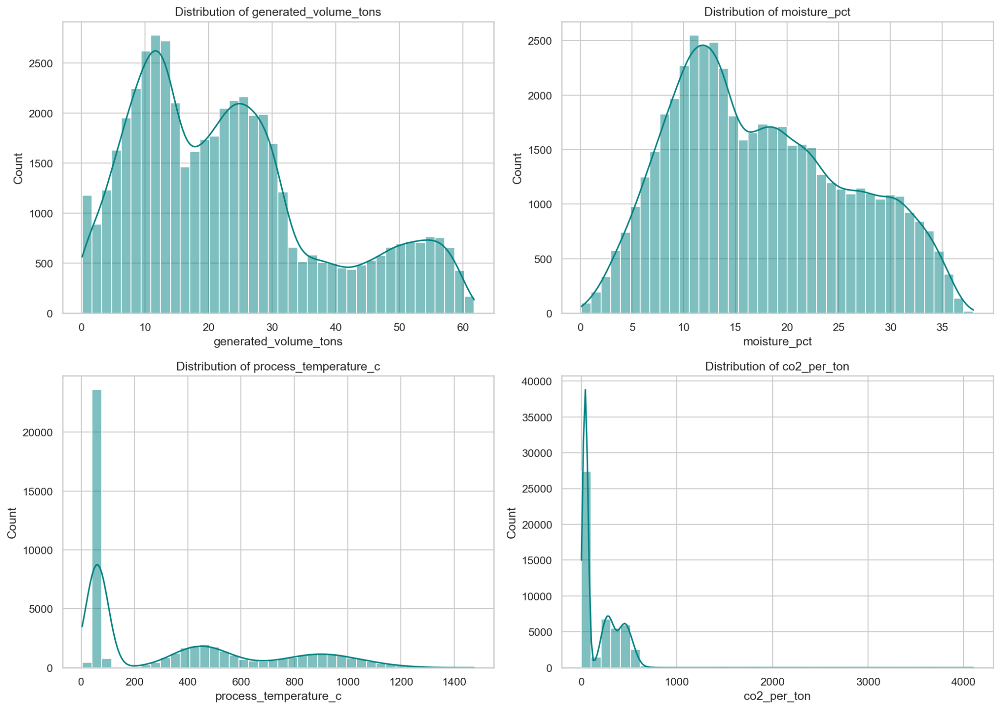 Distribution of generated_volume_tons
Count
2500
2000
1500
1000
500
0
0 10 20 30 40 50 60
generated_volume_tons
Distribution of moisture_pct
Count
2500
2000
1500
1000
500
0
0 5 10 15 20 25 30 35
moisture_pct
Distribution of process_temperature_c
Count
20000
15000
10000
5000
0
0 200 400 600 800 1000 1200 1400
process_temperature_c
Distribution of co2_per_ton
Count
40000
35000
30000
25000
20000
15000
10000
5000
0
0 1000 2000 3000 4000
co2_per_ton